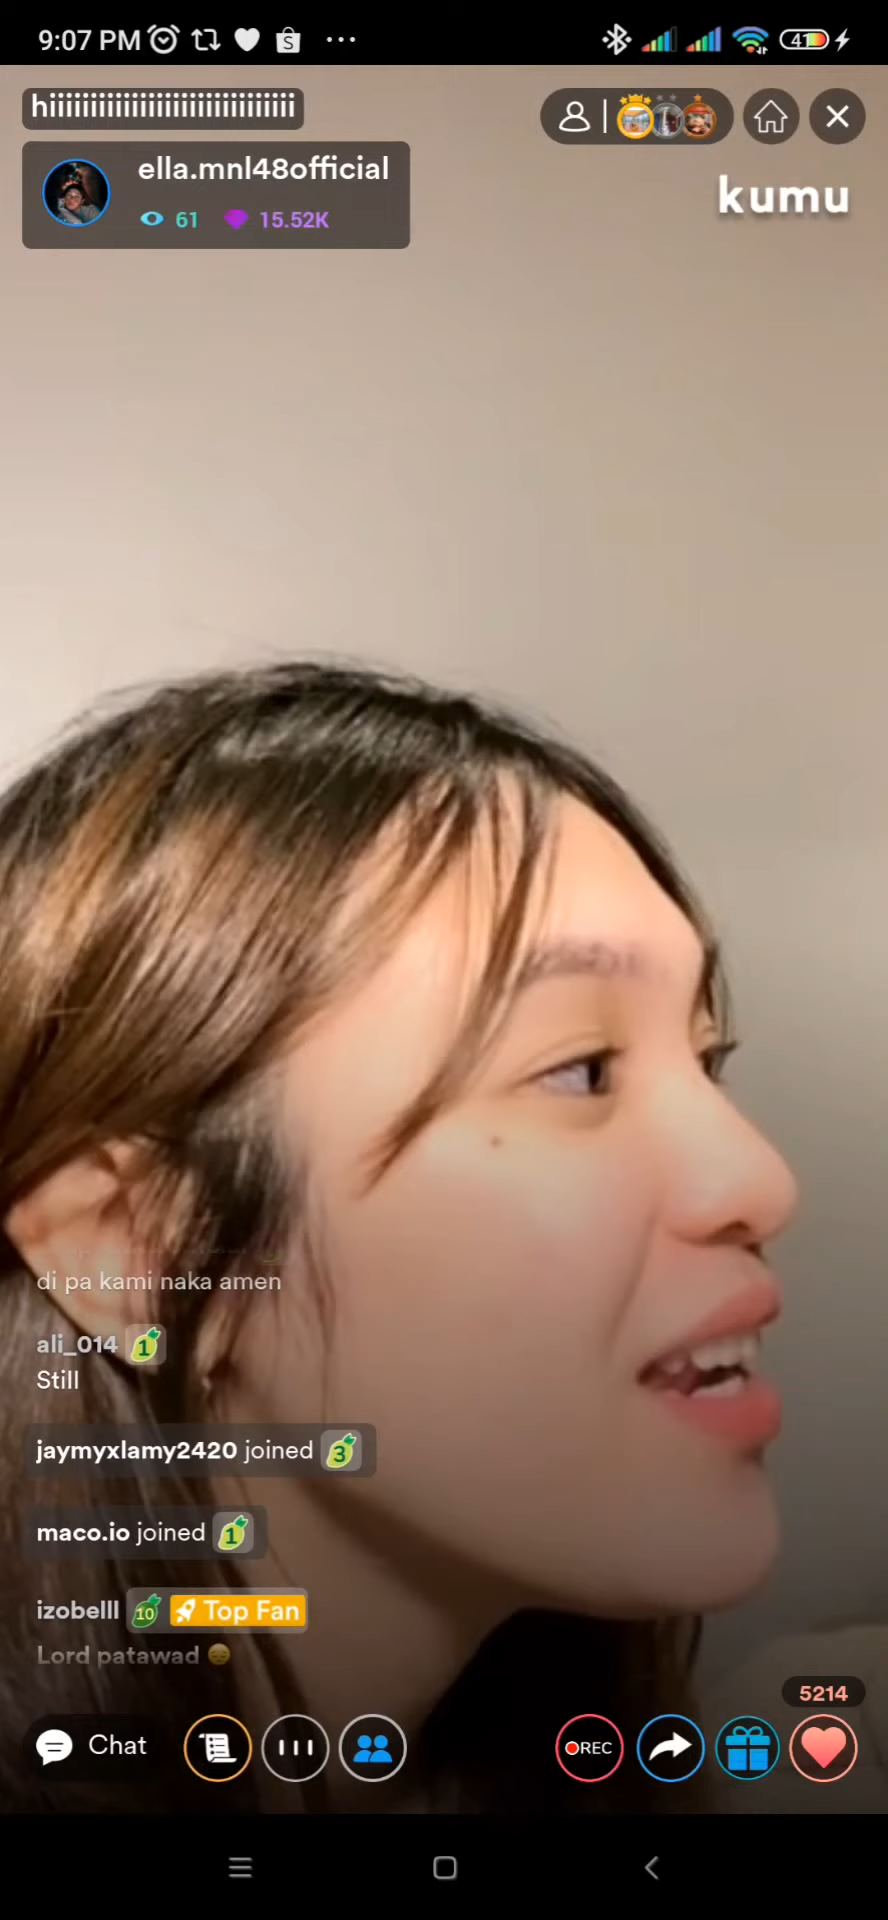 9:07 PM
41
hiiiiiiiiiiiiiiiiiiiiiiiiiiiii
ella.mnl48official
61 15.52K
kumu
di pa kami naka amen
ali_014 1
Still
jaymyxlamy2420 joined 3
maco.io joined 1
izobelll 10 Top Fan
Lord patawad 😔
5214
Chat
REC